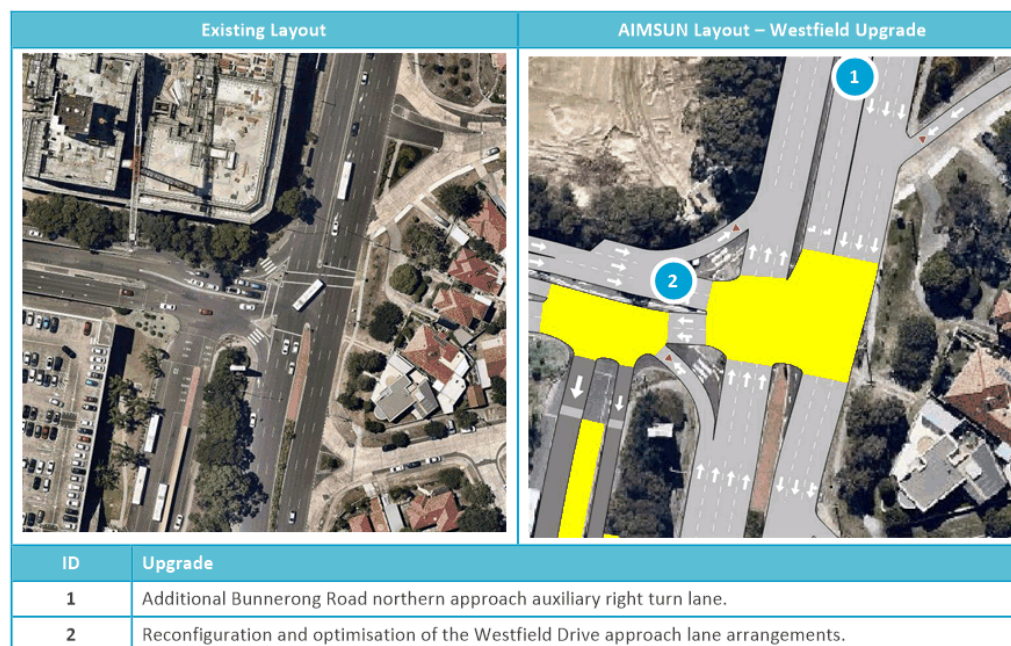 Existing Layout
AIMSUN Layout – Westfield Upgrade
1
2
ID
Upgrade
1
Additional Bunnerong Road northern approach auxiliary right turn lane.
2
Reconfiguration and optimisation of the Westfield Drive approach lane arrangements.